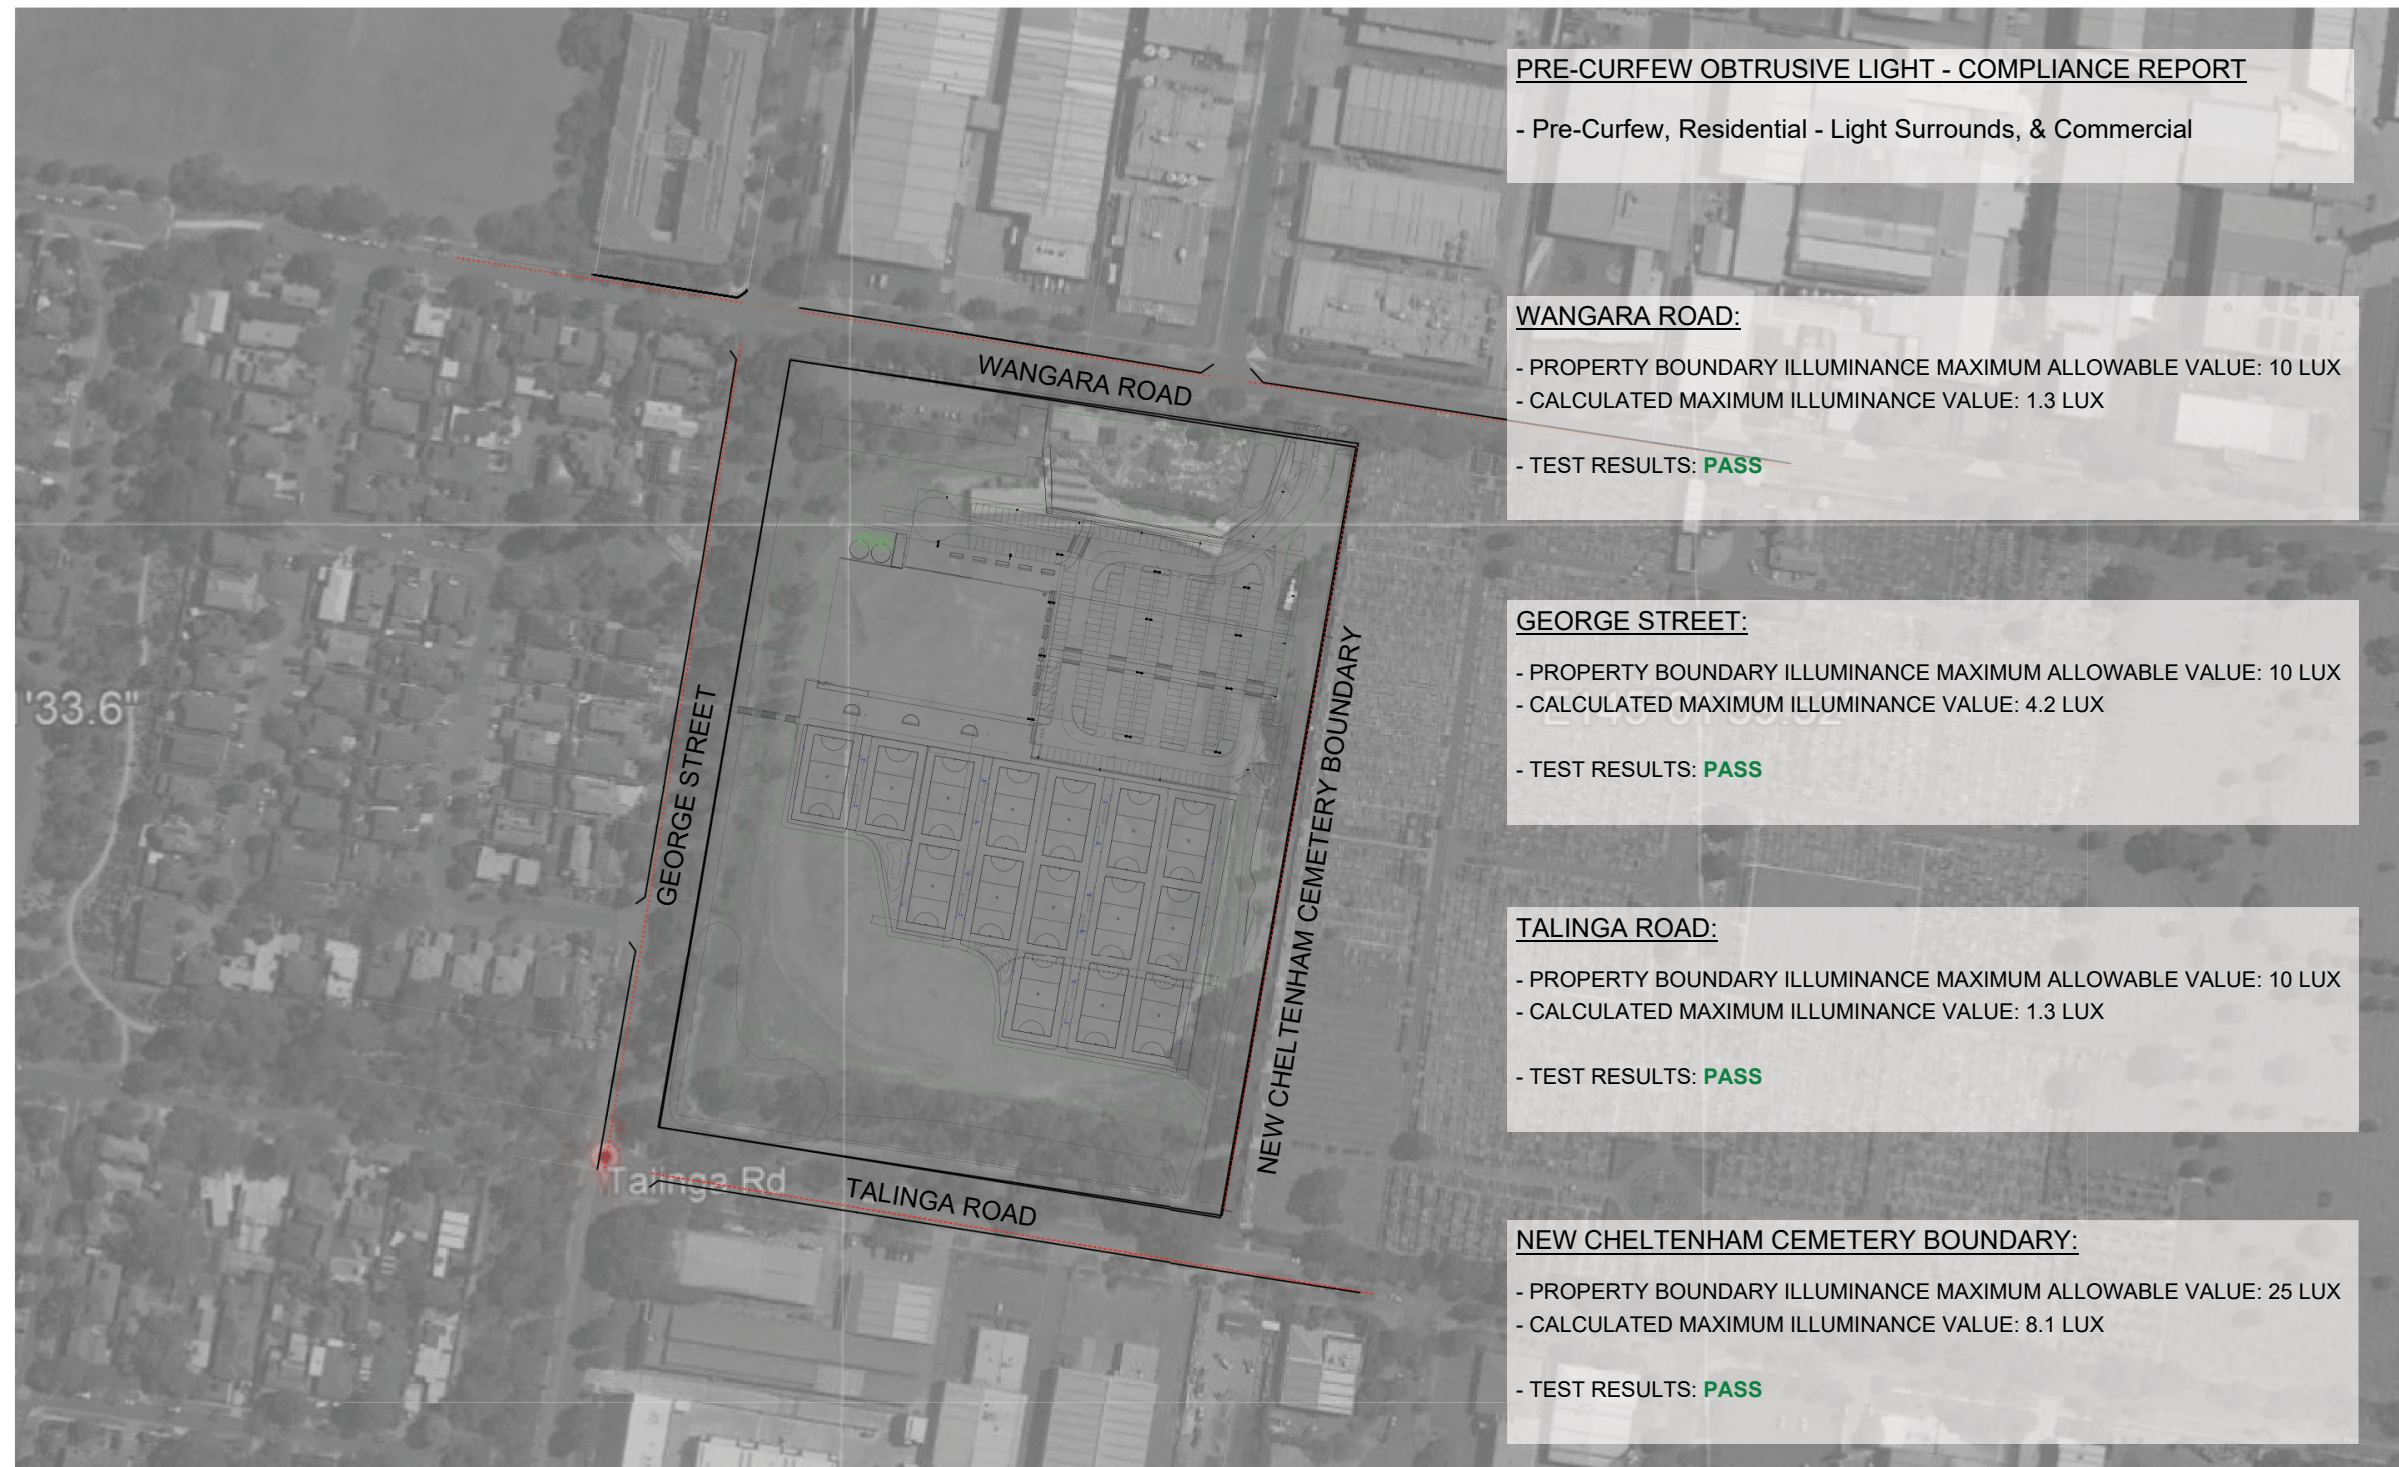 PRE-CURFEW OBTRUSIVE LIGHT - COMPLIANCE REPORT
- Pre-Curfew, Residential - Light Surrounds, & Commercial
WANGARA ROAD:
- PROPERTY BOUNDARY ILLUMINANCE MAXIMUM ALLOWABLE VALUE: 10 LUX
- CALCULATED MAXIMUM ILLUMINANCE VALUE: 1.3 LUX
- TEST RESULTS: PASS
GEORGE STREET:
- PROPERTY BOUNDARY ILLUMINANCE MAXIMUM ALLOWABLE VALUE: 10 LUX
- CALCULATED MAXIMUM ILLUMINANCE VALUE: 4.2 LUX
- TEST RESULTS: PASS
TALINGA ROAD:
- PROPERTY BOUNDARY ILLUMINANCE MAXIMUM ALLOWABLE VALUE: 10 LUX
- CALCULATED MAXIMUM ILLUMINANCE VALUE: 1.3 LUX
- TEST RESULTS: PASS
NEW CHELTENHAM CEMETERY BOUNDARY:
- PROPERTY BOUNDARY ILLUMINANCE MAXIMUM ALLOWABLE VALUE: 25 LUX
- CALCULATED MAXIMUM ILLUMINANCE VALUE: 8.1 LUX
- TEST RESULTS: PASS
WANGARA ROAD
GEORGE STREET
NEW CHELTENHAM CEMETERY BOUNDARY
TALINGA ROAD
Talinga Rd
'33.6"